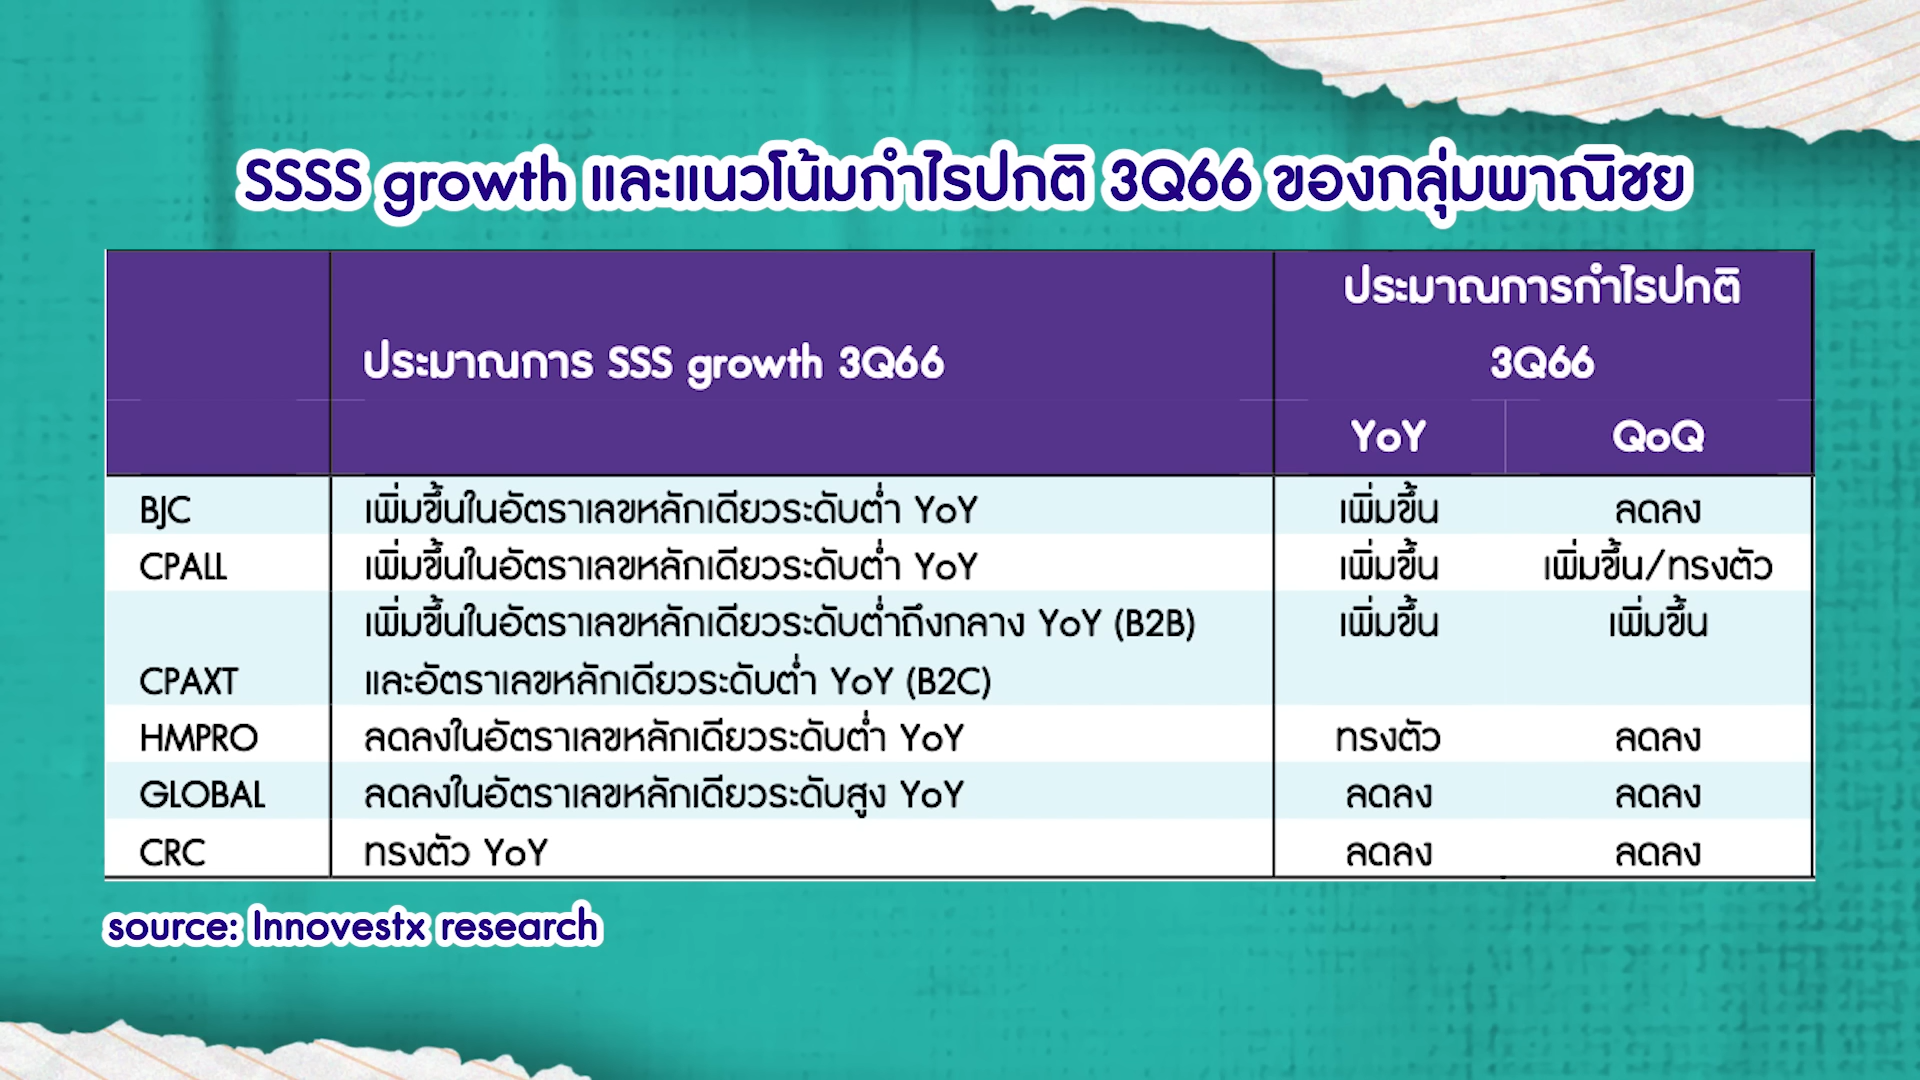 SSSS growth และแนวโน้มกำไรปกติ 3Q66 ของกลุ่มพาณิชย
ประมาณการ SSS growth 3Q66
ประมาณการกำไรปกติ
3Q66
YoY QoQ
BJC เพิ่มขึ้นในอัตราเลขหลักเดียวระดับต่ำ YoY เพิ่มขึ้น ลดลง
CPALL เพิ่มขึ้นในอัตราเลขหลักเดียวระดับต่ำ YoY เพิ่มขึ้น เพิ่มขึ้น/ทรงตัว
เพิ่มขึ้นในอัตราเลขหลักเดียวระดับต่ำถึงกลาง YoY (B2B) เพิ่มขึ้น เพิ่มขึ้น
CPAXT และอัตราเลขหลักเดียวระดับต่ำ YoY (B2C)
HMPRO ลดลงในอัตราเลขหลักเดียวระดับต่ำ YoY ทรงตัว ลดลง
GLOBAL ลดลงในอัตราเลขหลักเดียวระดับสูง YoY ลดลง ลดลง
CRC ทรงตัว YoY ลดลง ลดลง
source: Innovestx research